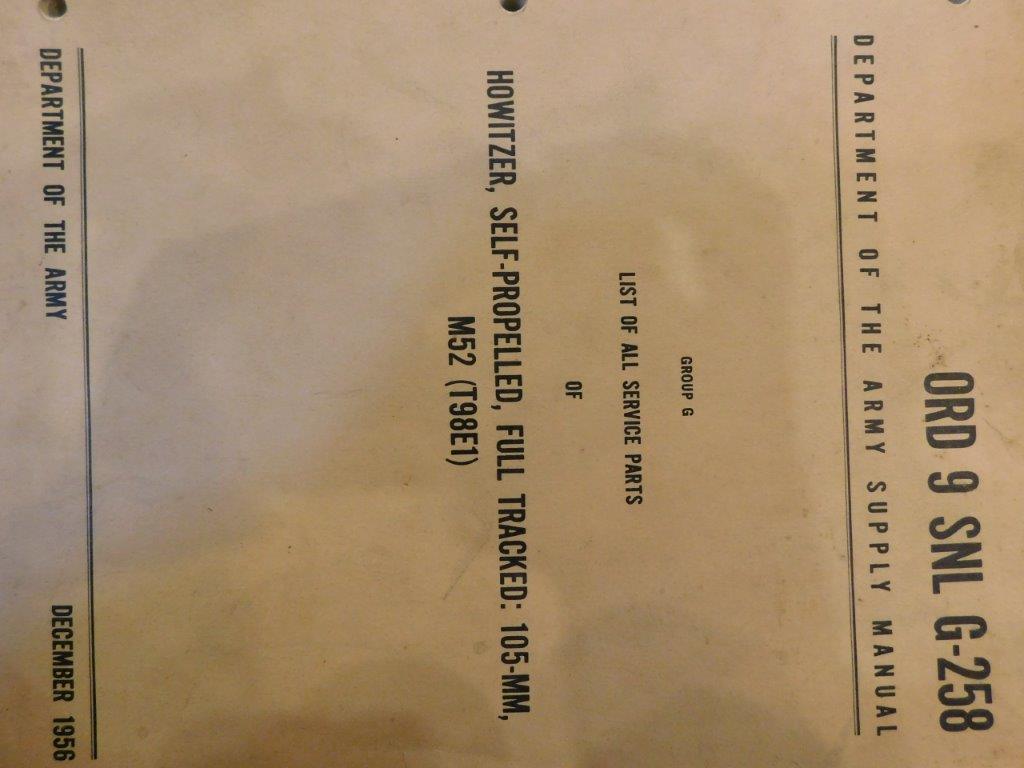 ORD 9 SNL G-258
DEPARTMENT OF THE ARMY SUPPLY MANUAL
GROUP G
LIST OF ALL SERVICE PARTS
OF
HOWITZER, SELF-PROPELLED, FULL TRACKED: 105-MM,
M52 (T98E1)
DEPARTMENT OF THE ARMY
DECEMBER 1956